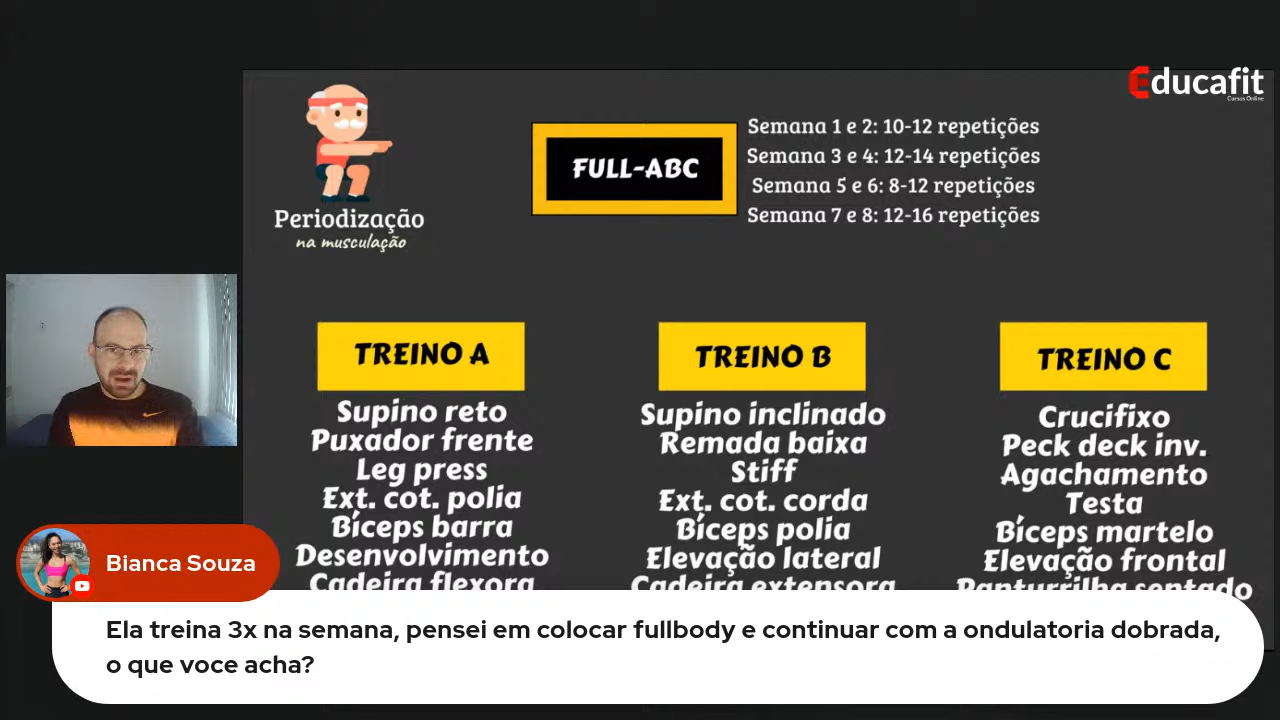 Educafit
Cursos Online
FULL-ABC
Semana 1 e 2: 10-12 repetições
Semana 3 e 4: 12-14 repetições
Semana 5 e 6: 8-12 repetições
Semana 7 e 8: 12-16 repetições
Periodização
na musculação
TREINO A
Supino reto
Puxador frente
Leg press
Ext. cot. polia
Bíceps barra
Desenvolvimento
Cadeira flexora
TREINO B
Supino inclinado
Remada baixa
Stiff
Ext. cot. corda
Bíceps polia
Elevação lateral
Cadeira extensora
TREINO C
Crucifixo
Peck deck inv.
Agachamento
Testa
Bíceps martelo
Elevação frontal
Panturrilha sentado
Bianca Souza
Ela treina 3x na semana, pensei em colocar fullbody e continuar com a ondulatoria dobrada,
o que voce acha?